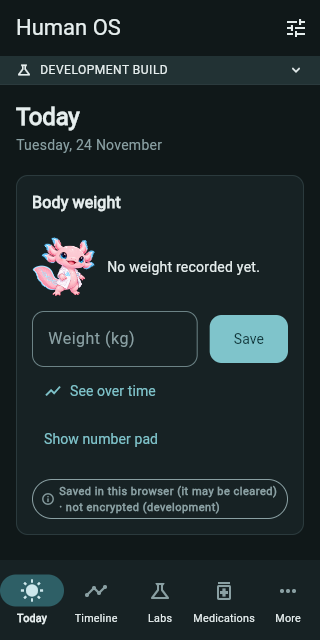 Human OS
DEVELOPMENT BUILD
Today
Tuesday, 24 November
Body weight
No weight recorded yet.
Weight (kg)
Save
See over time
Show number pad
Saved in this browser (it may be cleared)
· not encrypted (development)
Today
Timeline
Labs
Medications
More